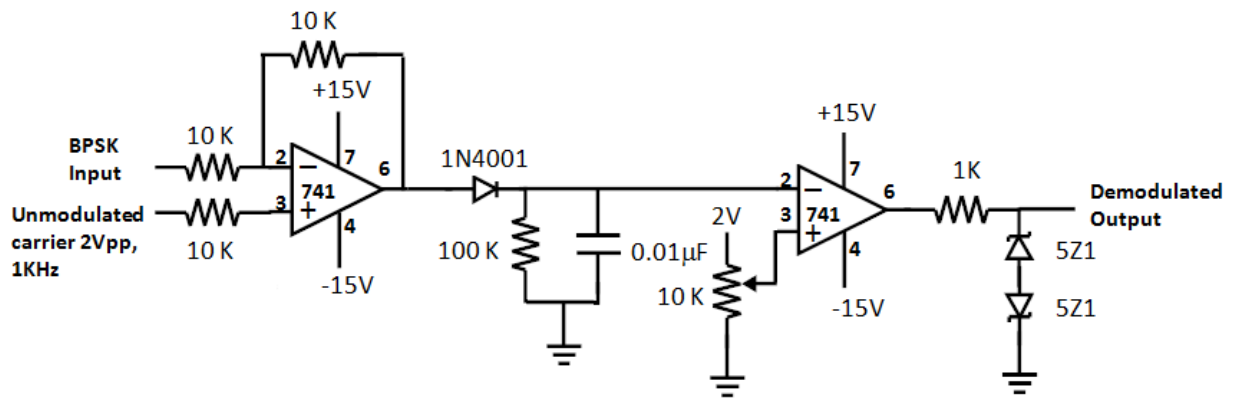 10 K
+15V
BPSK
Input
10 K
2
−
7
6
741
3
+
4
Unmodulated
carrier 2Vpp,
1KHz
10 K
-15V
1N4001
100 K
0.01µF
+15V
2
−
7
6
741
3
+
4
2V
10 K
-15V
1K
Demodulated
Output
5Z1
5Z1